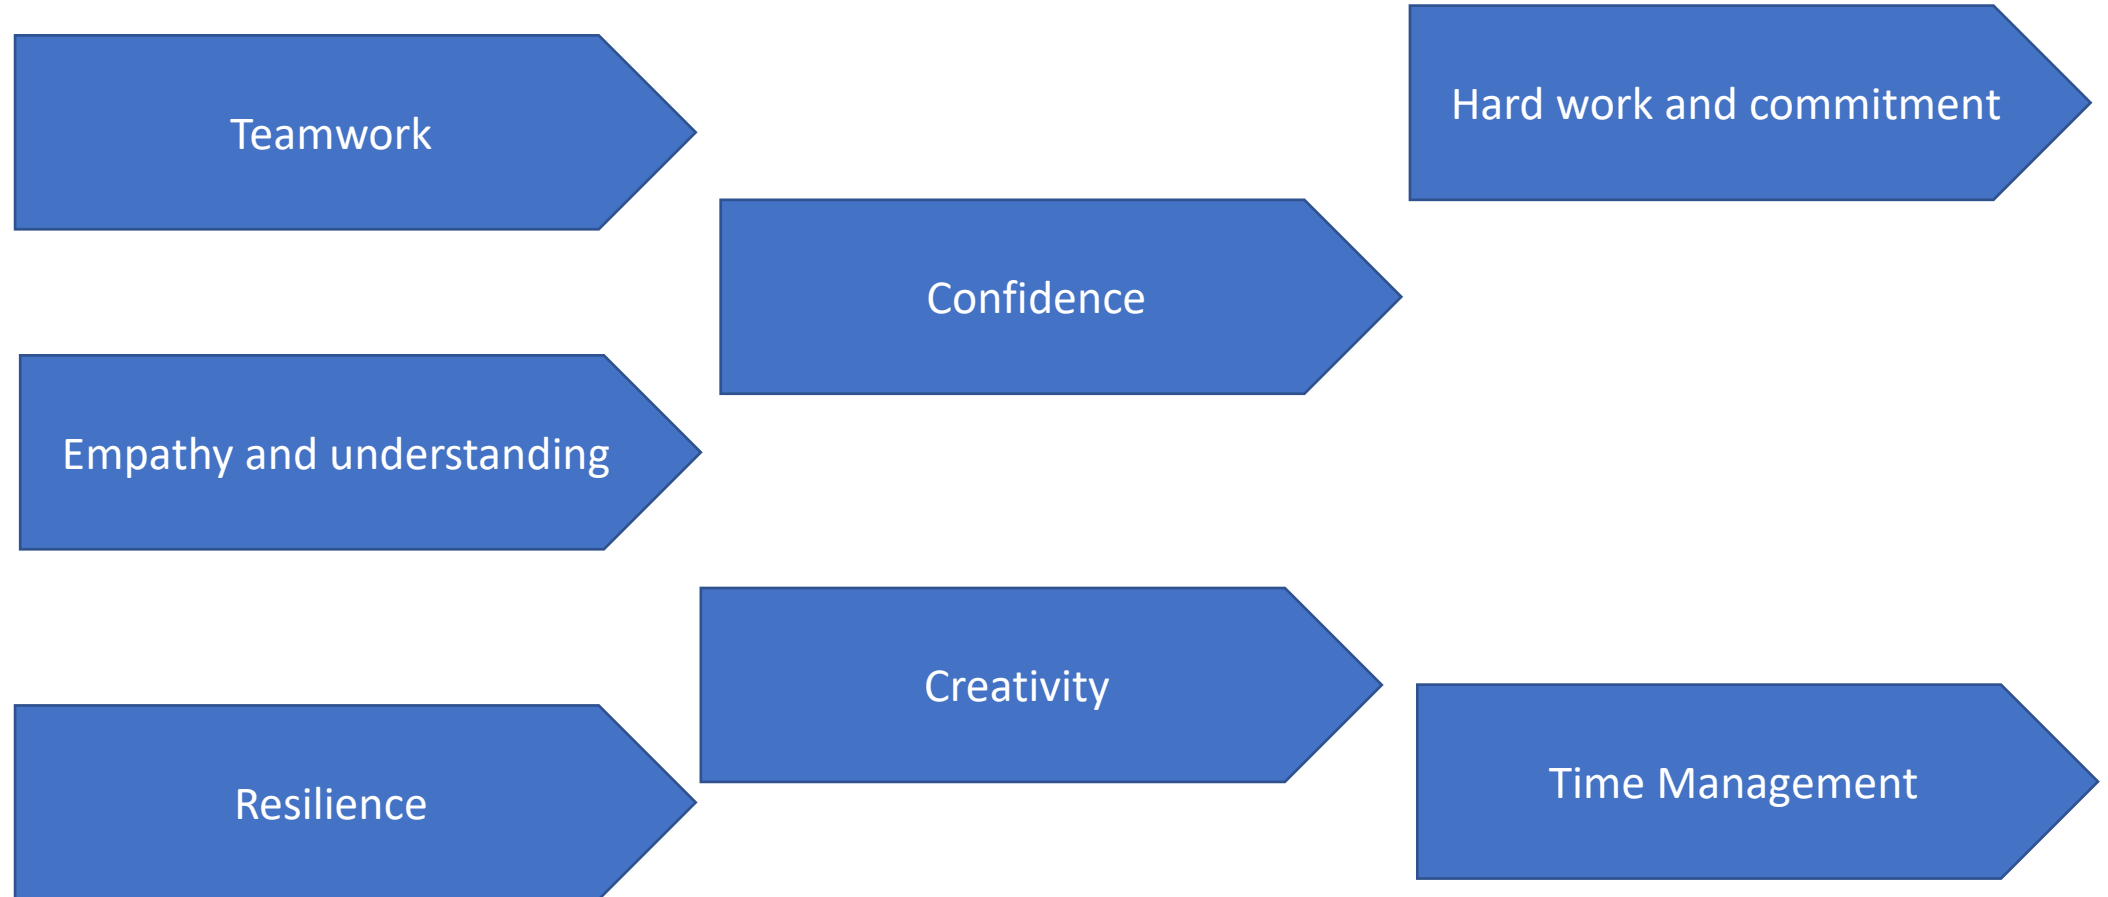 Teamwork
Hard work and commitment
Confidence
Empathy and understanding
Creativity
Resilience
Time Management